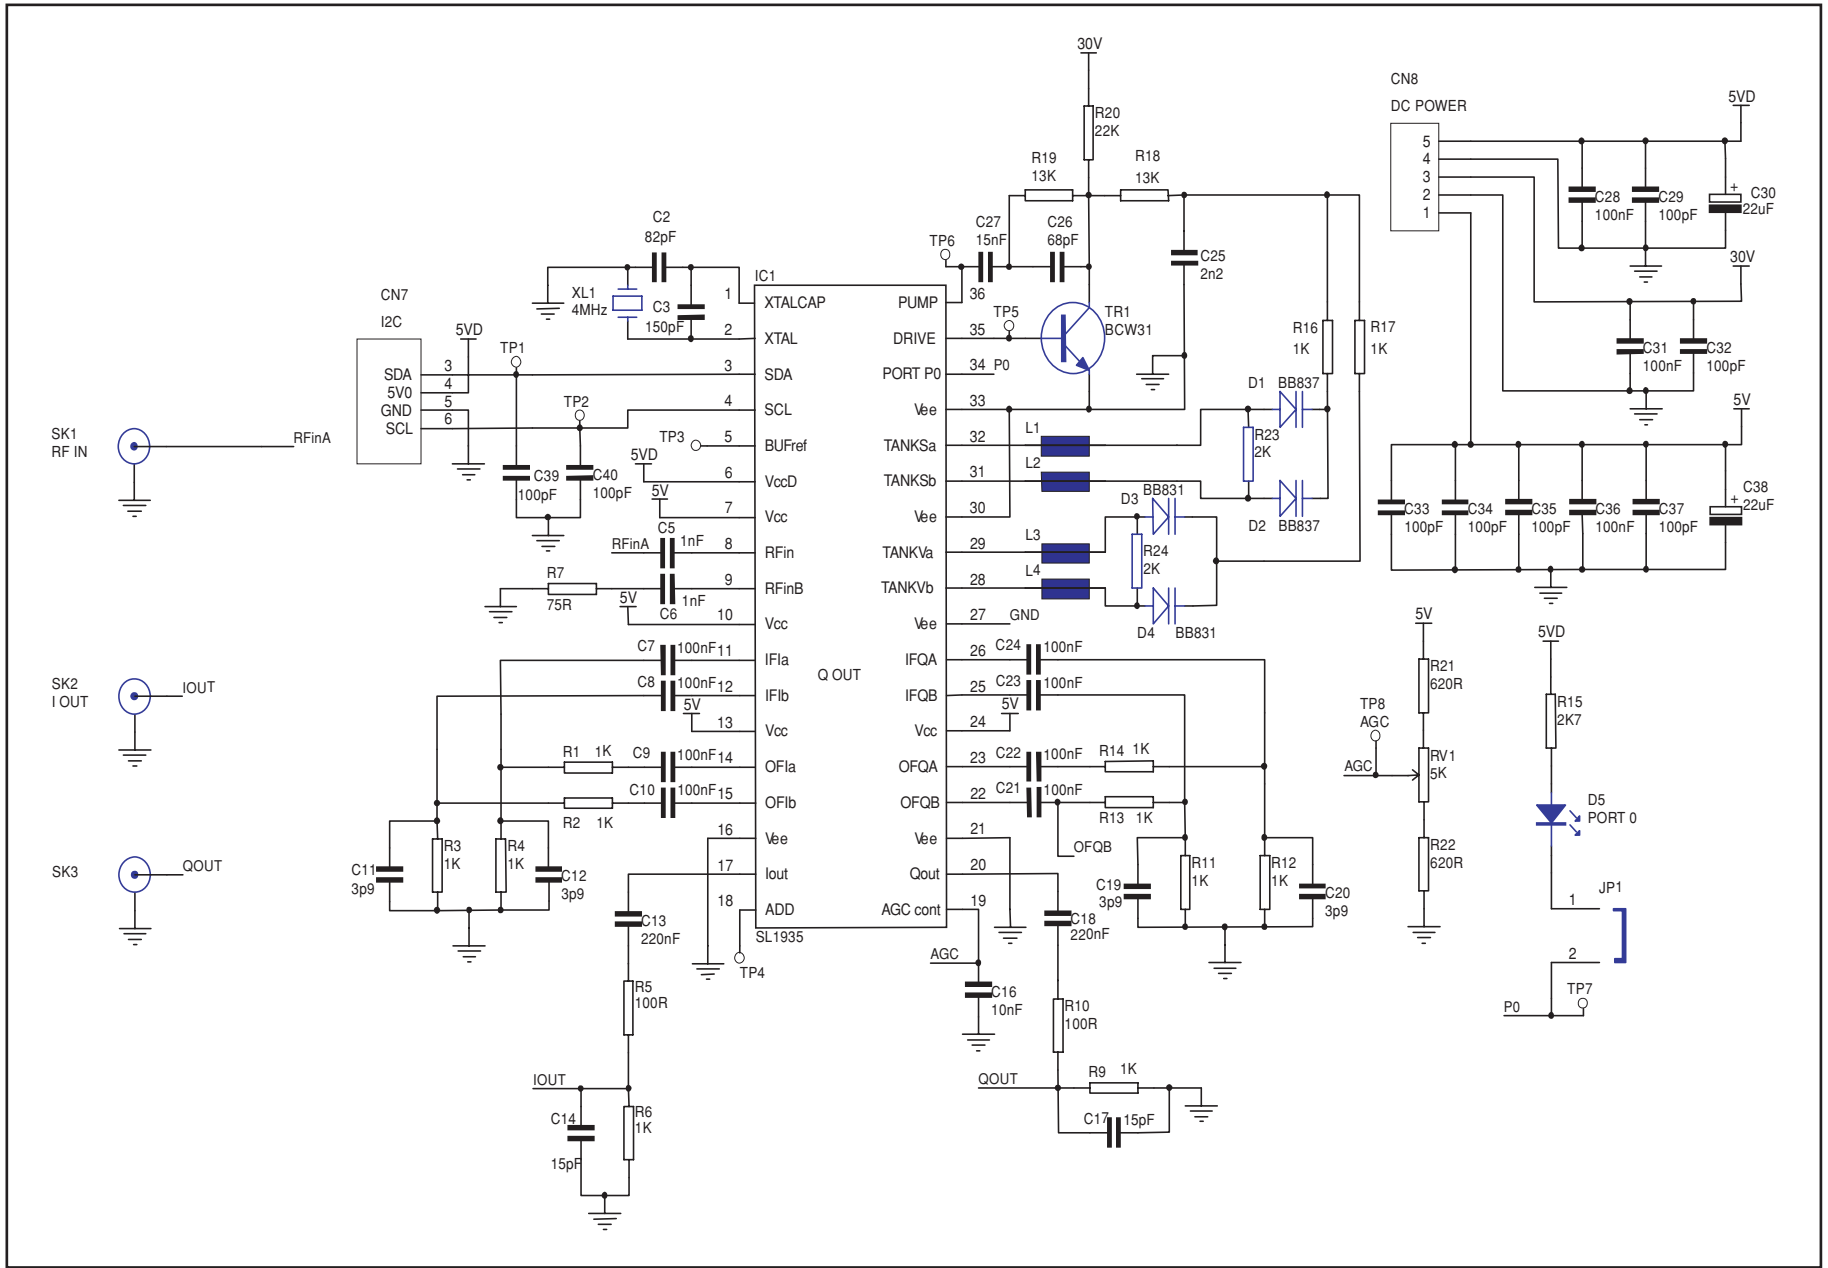 30V
R20
22K
R19
13K
R18
13K
CN8
DC POWER
5
4
3
2
1
5VD
C28
100nF
C29
100pF
+
C30
22uF
30V
C31
100nF
C32
100pF
5V
C33
100pF
C34
100pF
C35
100pF
C36
100nF
C37
100pF
+
C38
22uF
C2
82pF
XL1
4MHz
C3
150pF
TP6
C27
15nF
C26
68pF
C25
2n2
TP5
TR1
BCW31
R16
1K
R17
1K
CN7
I2C
5VD
SDA
5V0
GND
SCL
3
4
5
6
TP1
TP2
C39
100pF
C40
100pF
SK1
RF IN
RFinA
SK2
I OUT
IOUT
SK3
QOUT
IC1
1
XTALCAP
2
XTAL
3
SDA
4
SCL
TP3
5
BUFref
5VD
6
VccD
5V
7
Vcc
RFinA
C5
1nF
8
RFin
R7
75R
C6
1nF
9
RFinB
5V
10
Vcc
C7
100nF
11
IFIa
C8
100nF
12
IFIb
5V
13
Vcc
R1
1K
C9
100nF
14
OFIa
R2
1K
C10
100nF
15
OFIb
16
Vee
17
Iout
18
ADD
TP4
SL1935
Q OUT
PUMP
36
DRIVE
35
PORT P0
34
P0
Vee
33
TANKSa
32
TANKSb
31
Vee
30
TANKVa
29
TANKVb
28
Vee
27
GND
IFQA
26
C24
100nF
IFQB
25
C23
100nF
Vcc
24
5V
OFQA
23
C22
100nF
R14
1K
OFQB
22
C21
100nF
R13
1K
OFQB
Vee
21
Qout
20
AGC cont
19
L1
L2
L3
L4
D1
BB837
R23
2K
D2
BB837
D3
BB831
R24
2K
D4
BB831
C11
3p9
R3
1K
R4
1K
C12
3p9
C13
220nF
R5
100R
IOUT
C14
15pF
R6
1K
AGC
C16
10nF
C18
220nF
R10
100R
QOUT
R9
1K
C17
15pF
C19
3p9
R11
1K
R12
1K
C20
3p9
5V
R21
620R
TP8
AGC
AGC
RV1
5K
R22
620R
5VD
R15
2K7
D5
PORT 0
JP1
1
2
TP7
P0